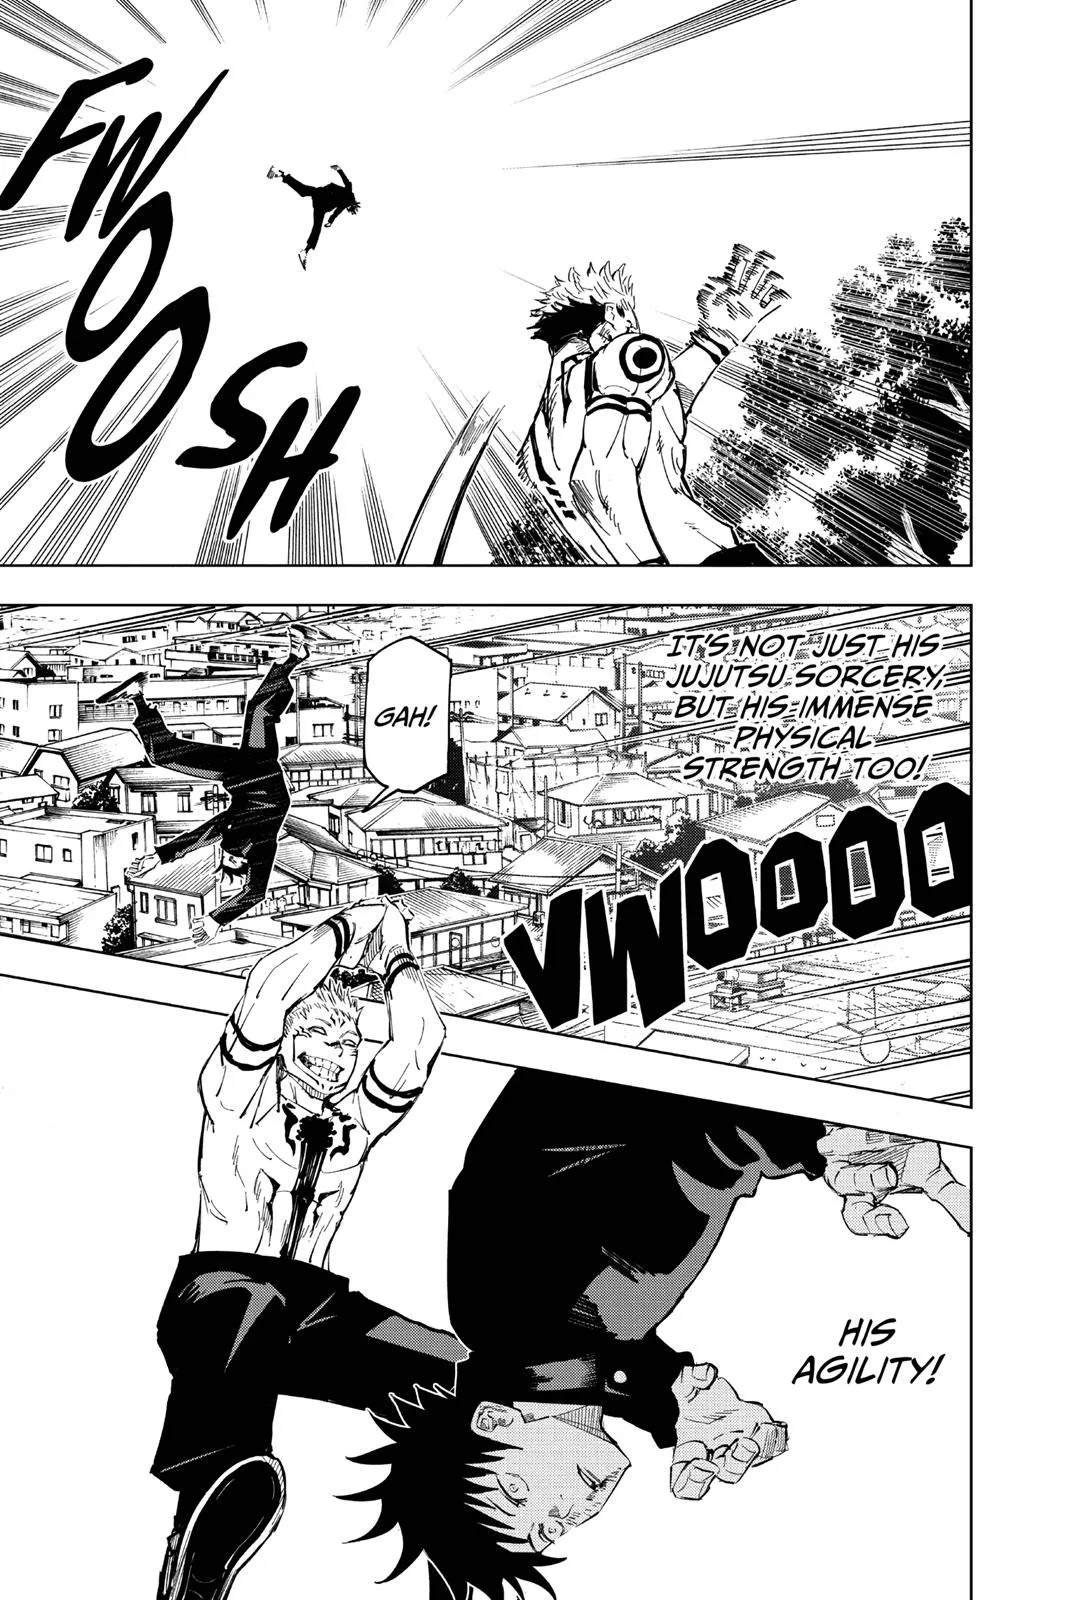 FWOOSH
IT'S NOT JUST HIS
JUJUTSU SORCERY,
BUT HIS IMMENSE
PHYSICAL
STRENGTH TOO!
GAH!
VWOOOO
HIS
AGILITY!